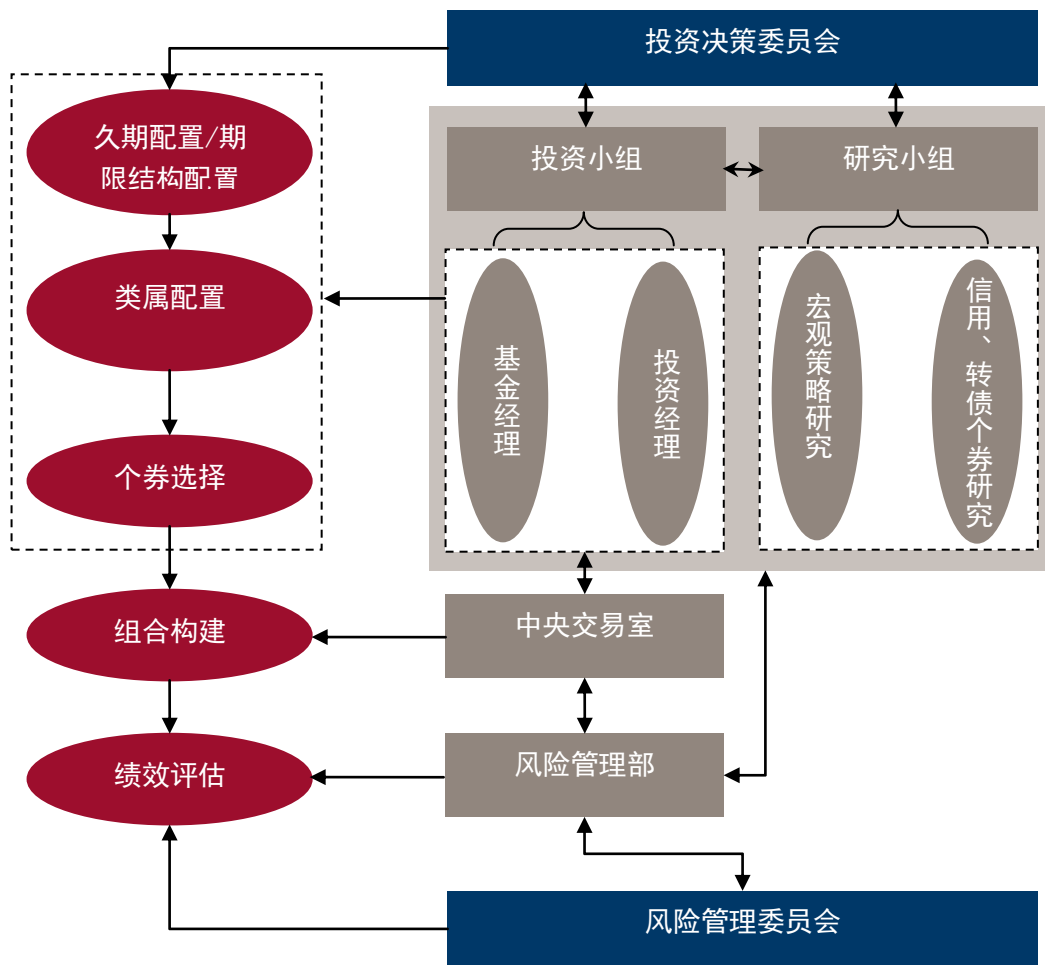 投资决策委员会
久期配置/期
限结构配置
投资小组
研究小组
类属配置
基金经理
投资经理
宏观策略研究
信用、转债个券研究
个券选择
组合构建
中央交易室
绩效评估
风险管理部
风险管理委员会